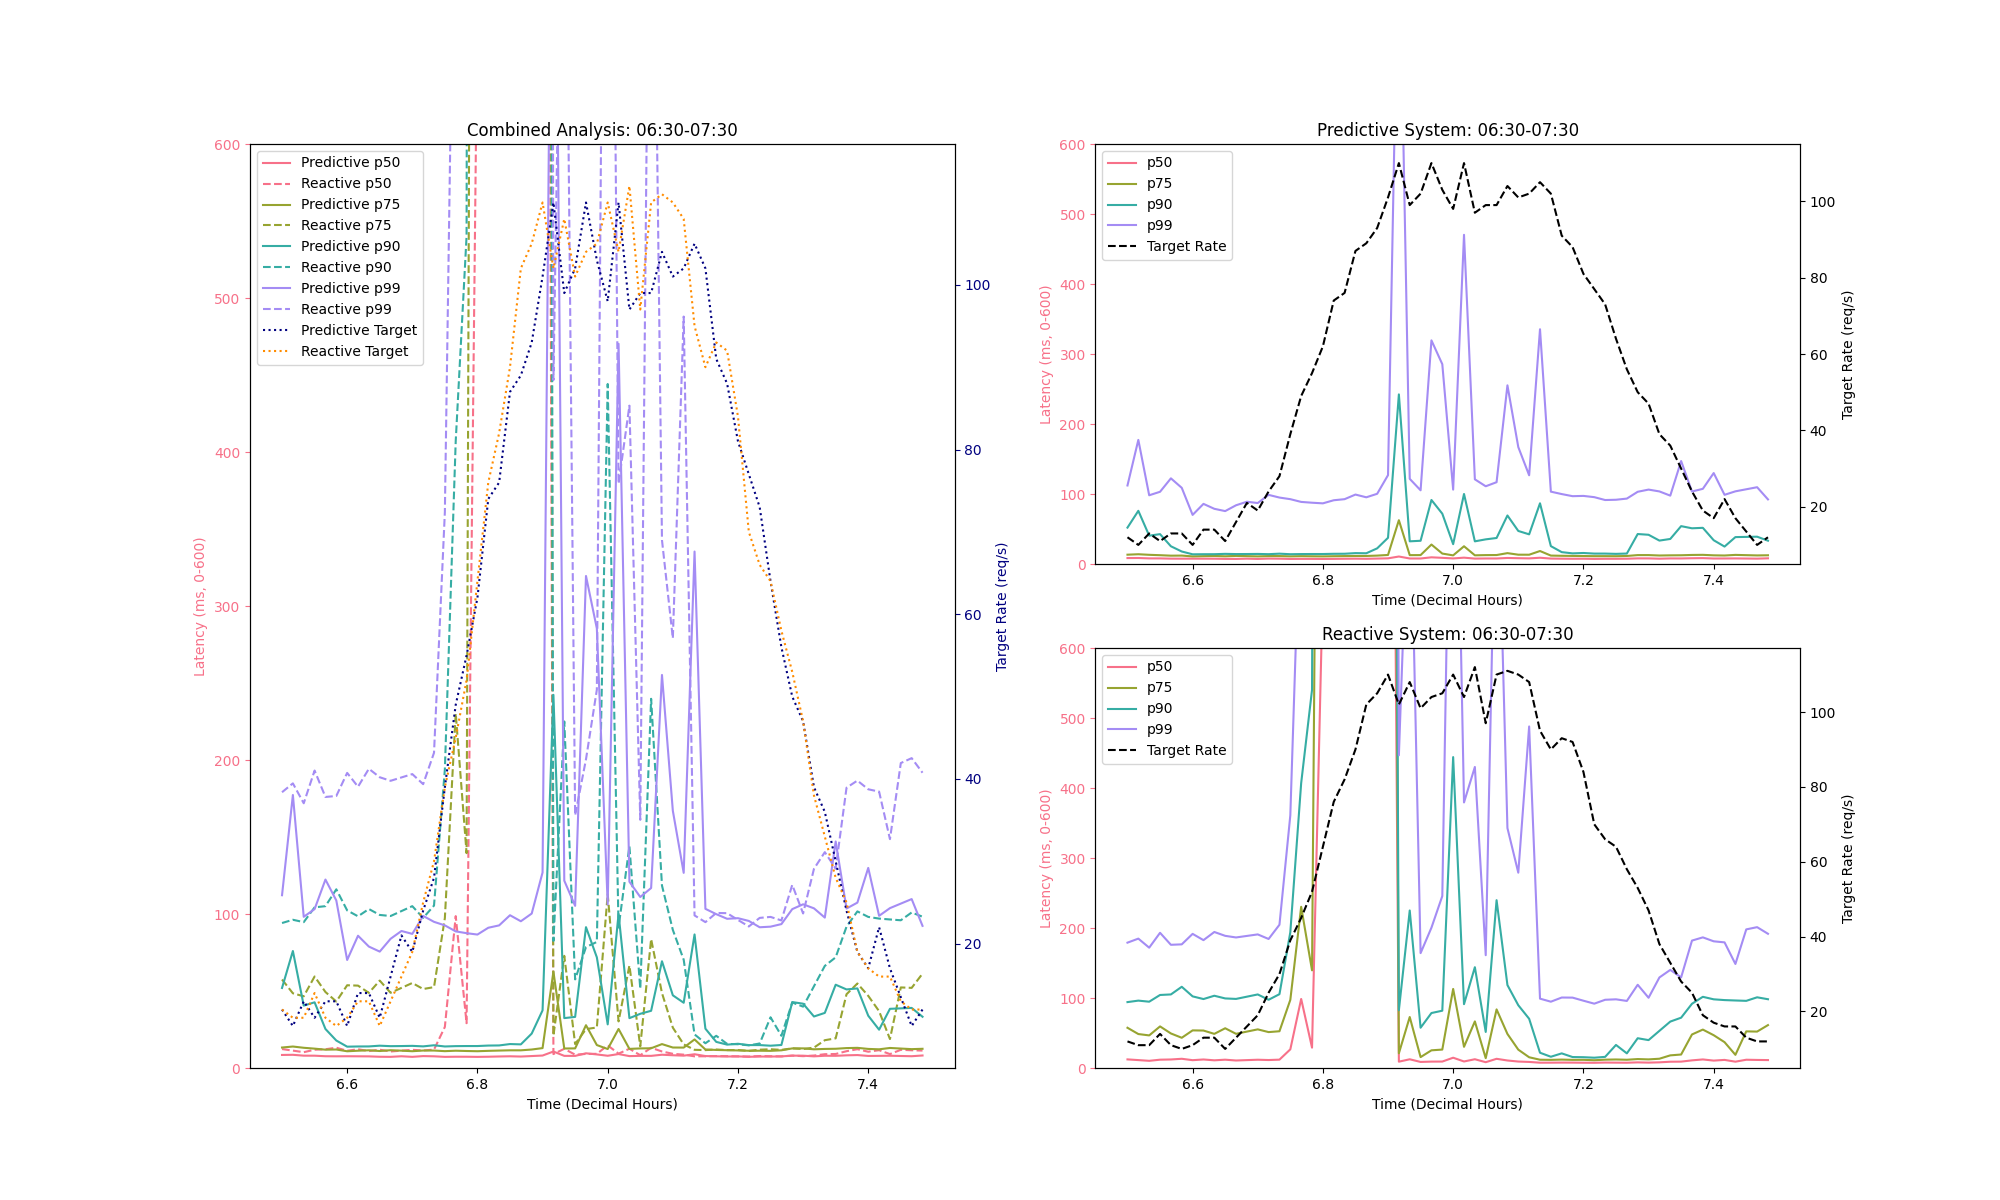 Combined Analysis: 06:30-07:30
600
500
400
300
200
100
0
Latency (ms, 0-600)
Predictive p50
Reactive p50
Predictive p75
Reactive p75
Predictive p90
Reactive p90
Predictive p99
Reactive p99
Predictive Target
Reactive Target
100
80
60
40
20
Target Rate (req/s)
6.6 6.8 7.0 7.2 7.4
Time (Decimal Hours)
Predictive System: 06:30-07:30
600
500
400
300
200
100
0
Latency (ms, 0-600)
p50
p75
p90
p99
Target Rate
100
80
60
40
20
Target Rate (req/s)
6.6 6.8 7.0 7.2 7.4
Time (Decimal Hours)
Reactive System: 06:30-07:30
600
500
400
300
200
100
0
Latency (ms, 0-600)
p50
p75
p90
p99
Target Rate
100
80
60
40
20
Target Rate (req/s)
6.6 6.8 7.0 7.2 7.4
Time (Decimal Hours)